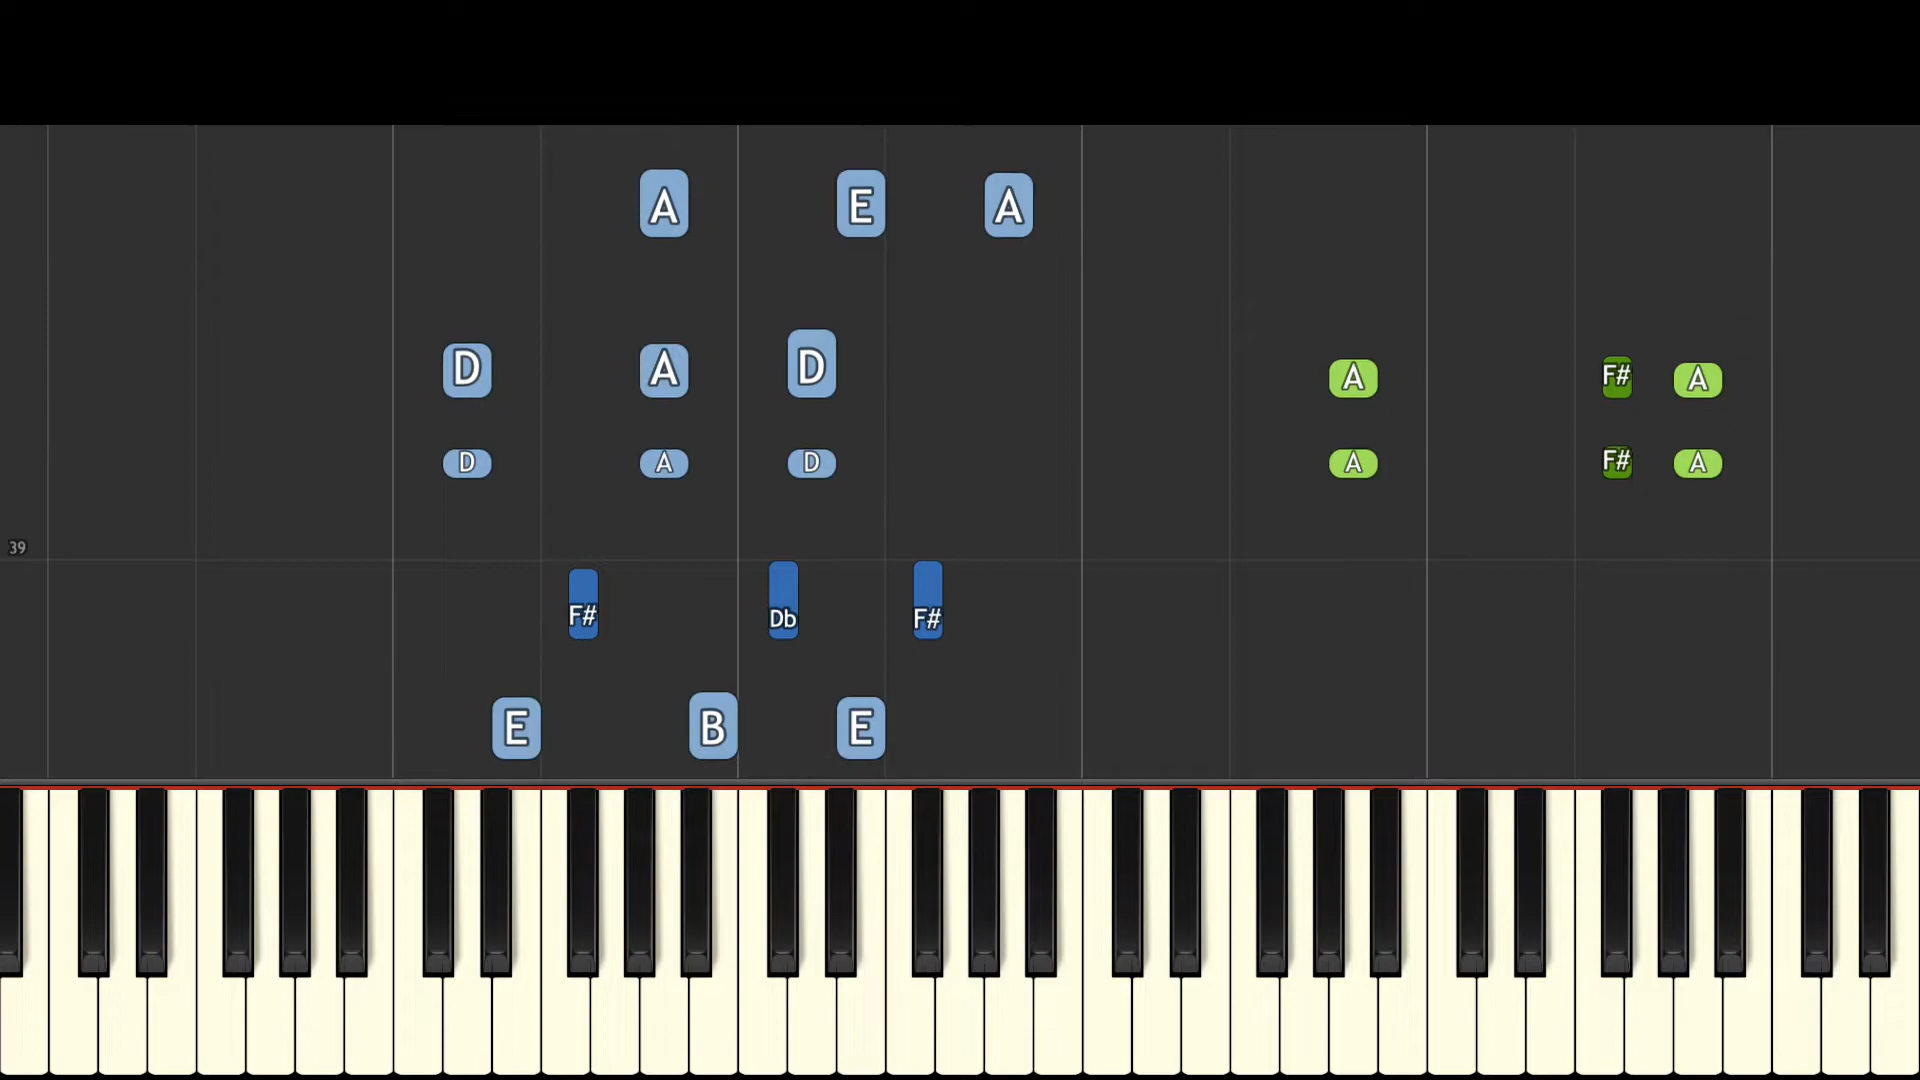 A E A
D A D A F# A
D A D A F# A
39
F# Db F#
E B E